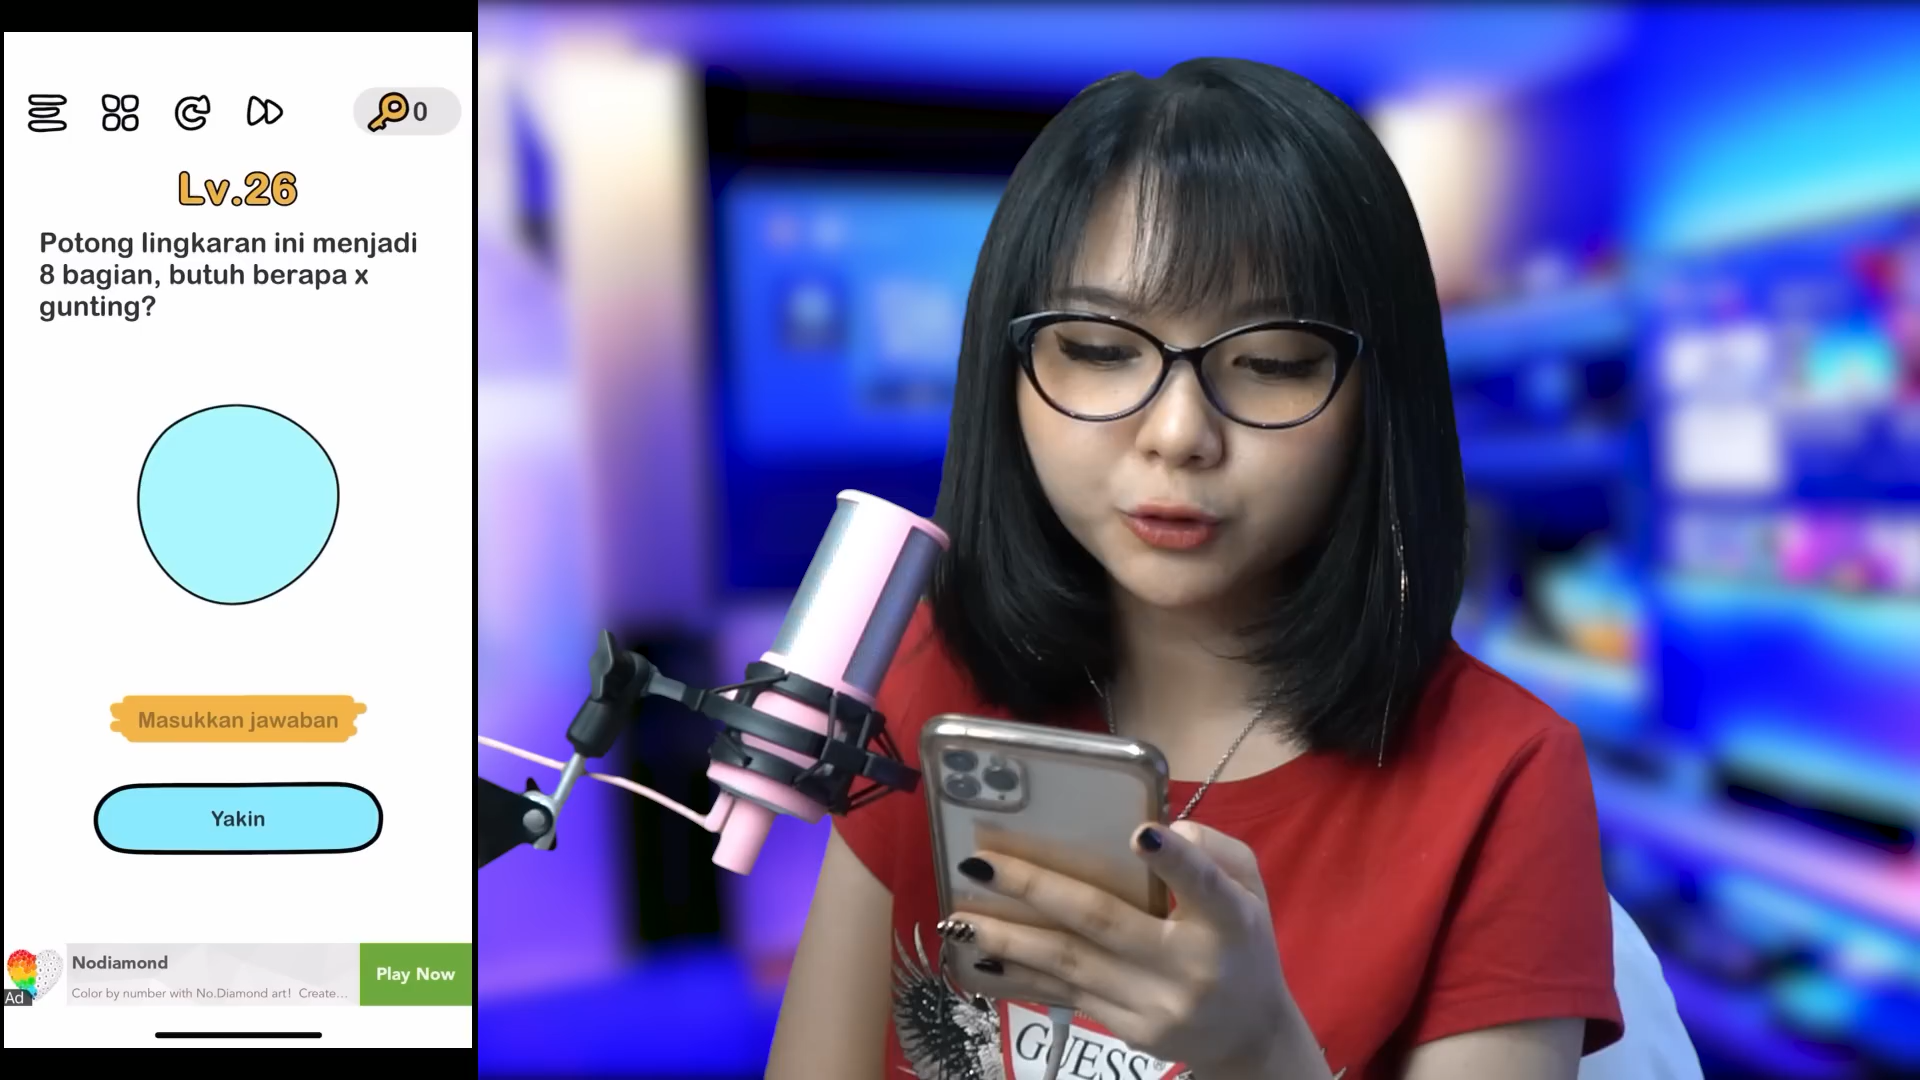 0
Lv.26
Potong lingkaran ini menjadi
8 bagian, butuh berapa x
gunting?
Masukkan jawaban
Yakin
Nodiamond
Color by number with No.Diamond art! Create...
Ad
Play Now
GUESS